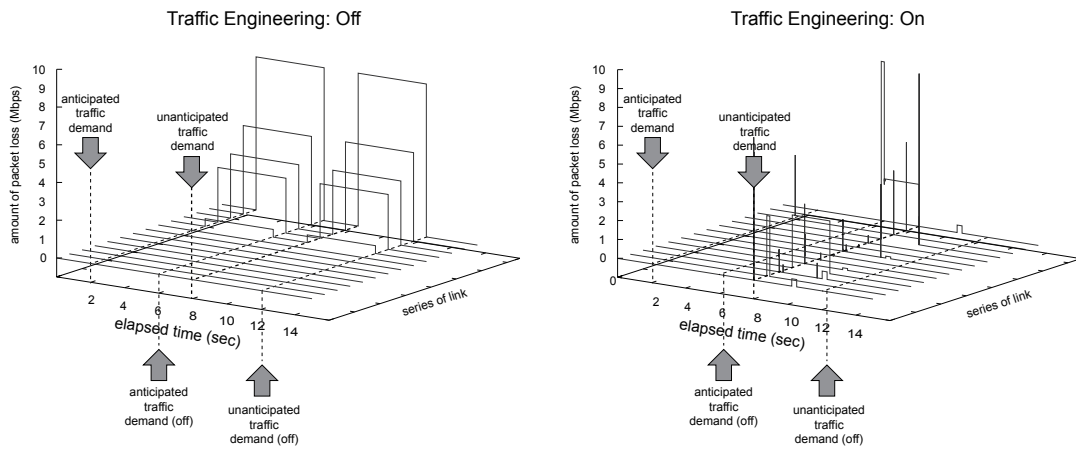 Traffic Engineering: Off
amount of packet loss (Mbps)
10
9
8
7
6
5
4
3
2
1
0
anticipated
traffic
demand
unanticipated
traffic
demand
2
4
6
8
10
12
14
elapsed time (sec)
series of link
anticipated
traffic
demand (off)
unanticipated
traffic
demand (off)
Traffic Engineering: On
amount of packet loss (Mbps)
10
9
8
7
6
5
4
3
2
1
0
anticipated
traffic
demand
unanticipated
traffic
demand
0
2
4
6
8
10
12
14
elapsed time (sec)
series of link
anticipated
traffic
demand (off)
unanticipated
traffic
demand (off)